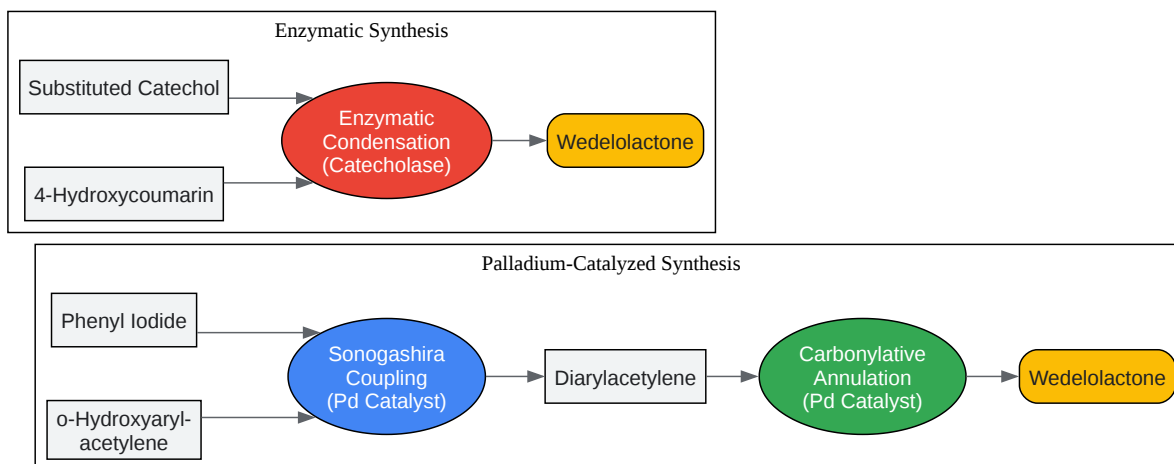 Enzymatic Synthesis
Substituted Catechol
4-Hydroxycoumarin
Enzymatic
Condensation
(Catecholase)
Wedelolactone
Palladium-Catalyzed Synthesis
Phenyl Iodide
o-Hydroxyaryl-
acetylene
Sonogashira
Coupling
(Pd Catalyst)
Diarylacetylene
Carbonylative
Annulation
(Pd Catalyst)
Wedelolactone